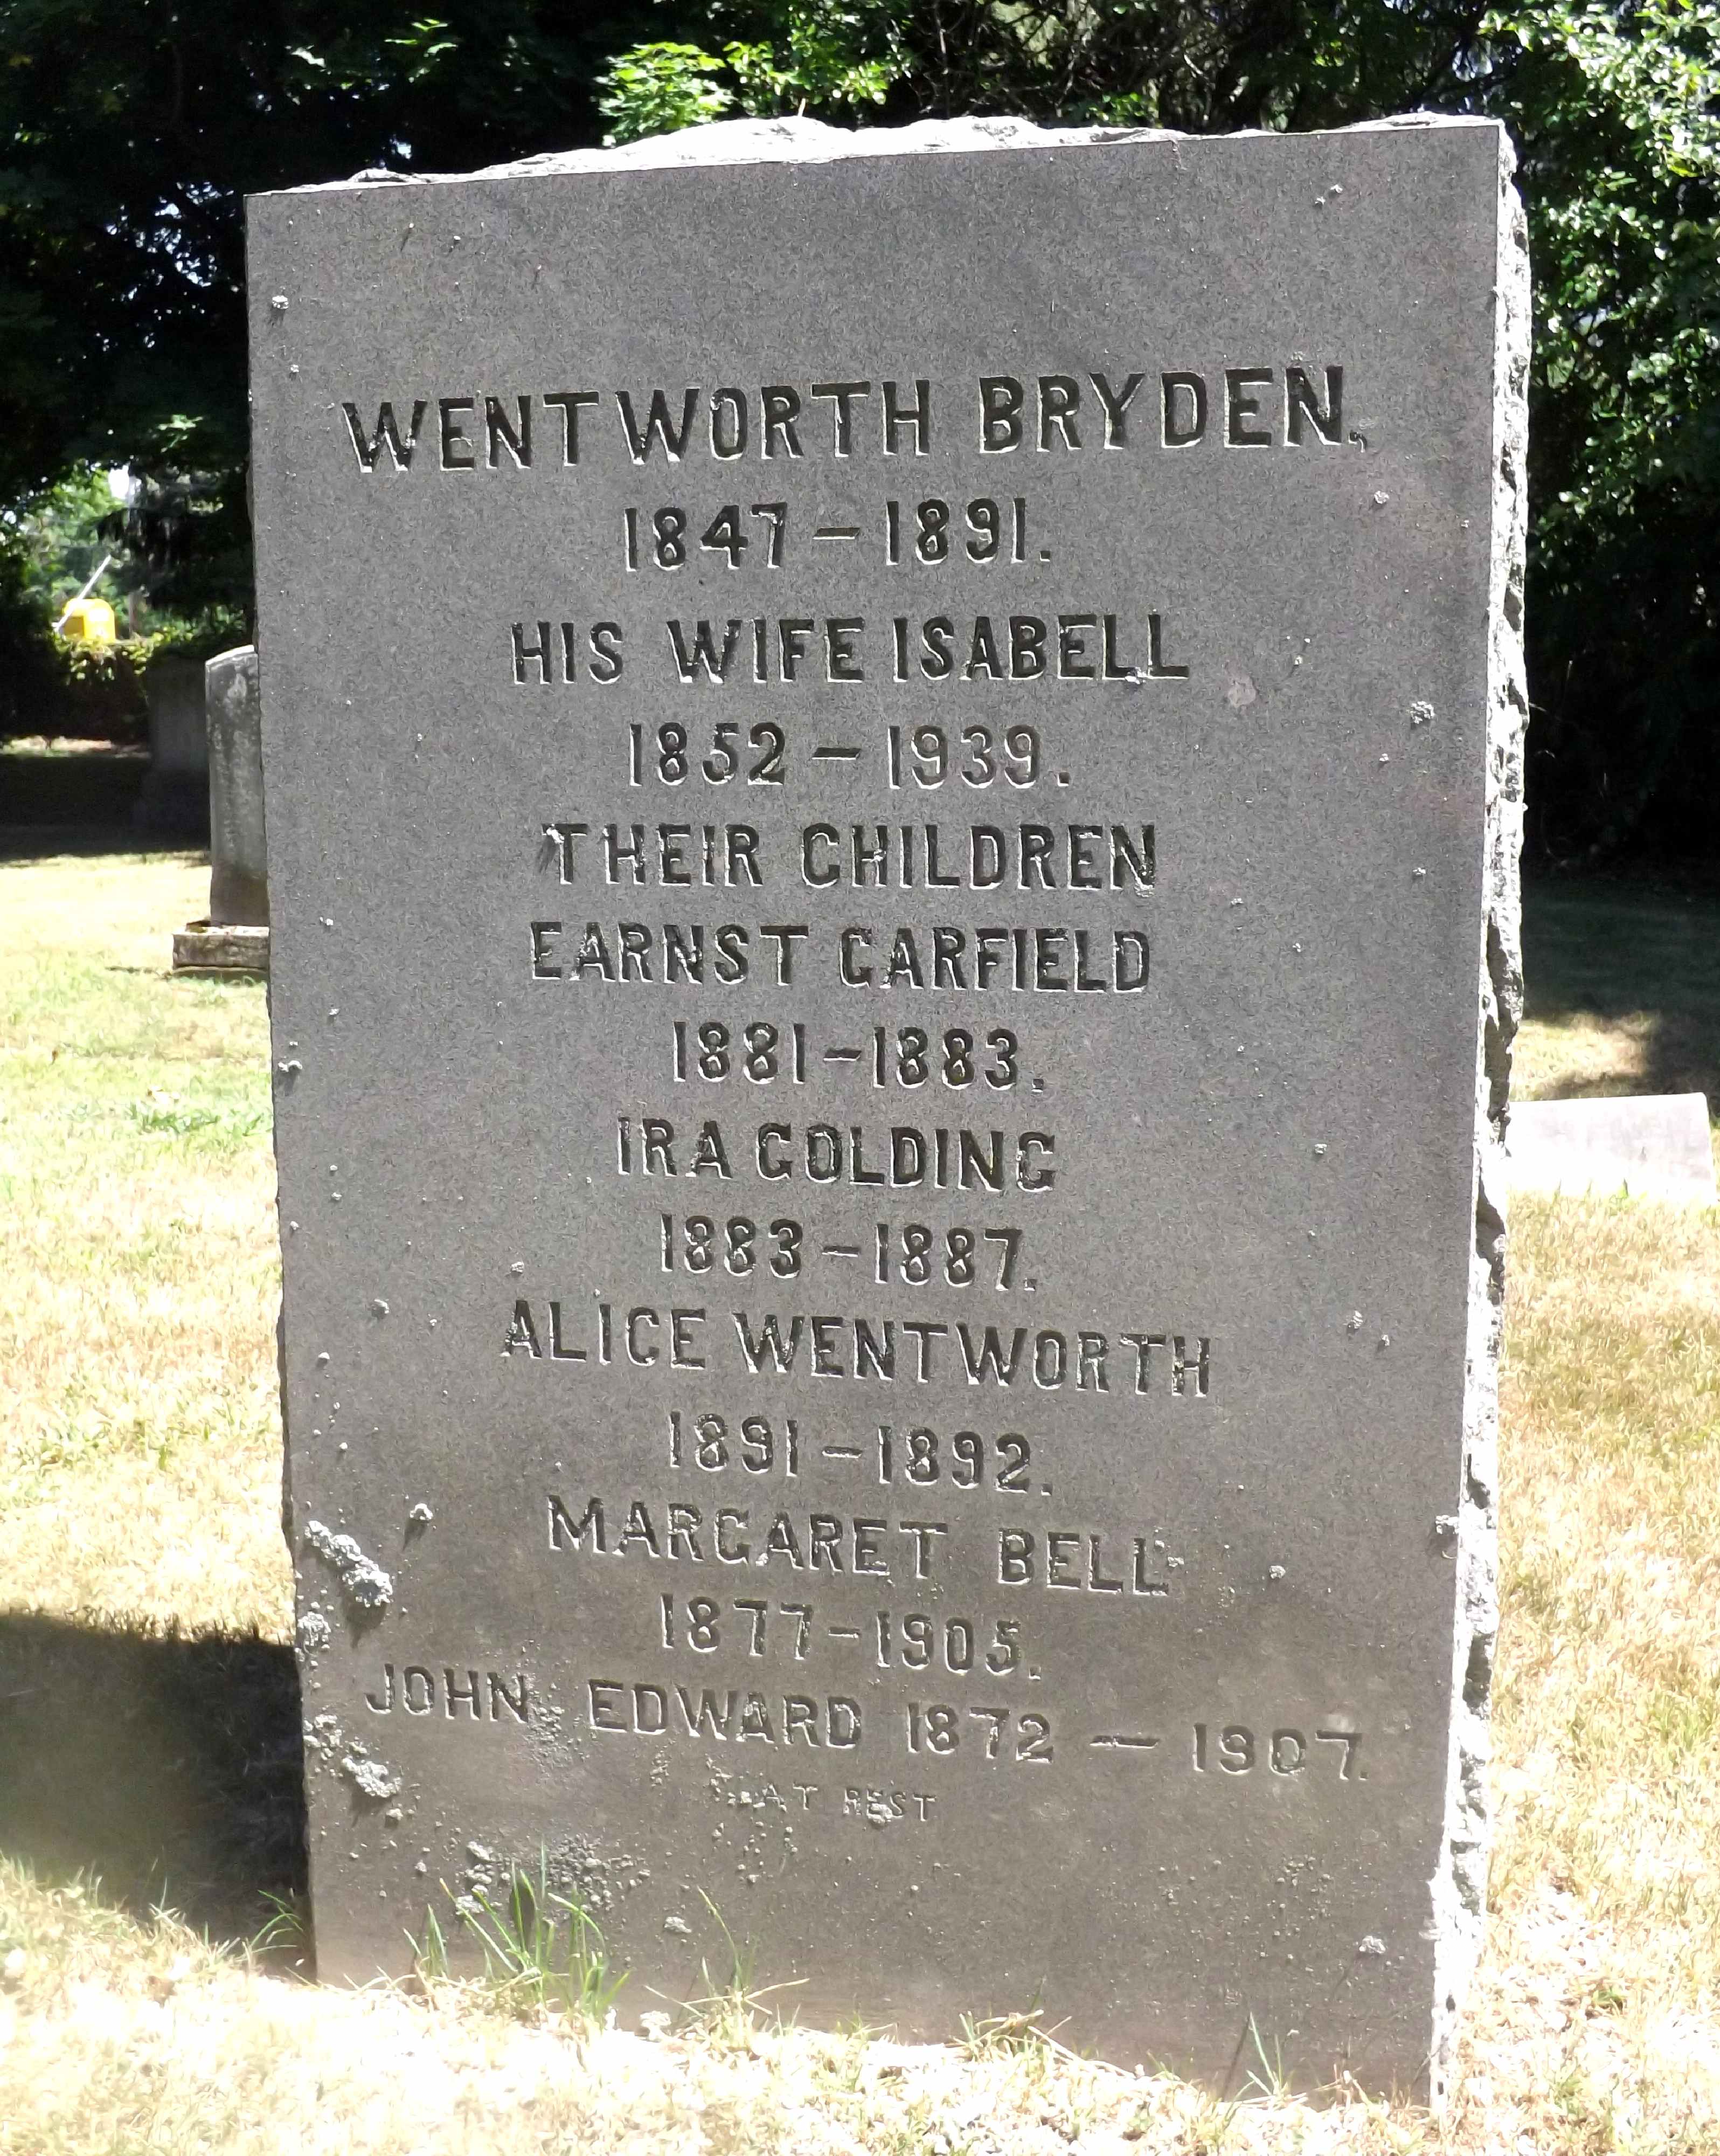 WENTWORTH BRYDEN.
1847 – 1891.
HIS WIFE ISABELL
1852 – 1939.
THEIR CHILDREN
EARNST GARFIELD
1881 – 1883.
IRA GOLDING
1883 – 1887.
ALICE WENTWORTH
1891 – 1892.
MARGARET BELL
1877 – 1905.
JOHN EDWARD 1872 – 1907.
AT REST